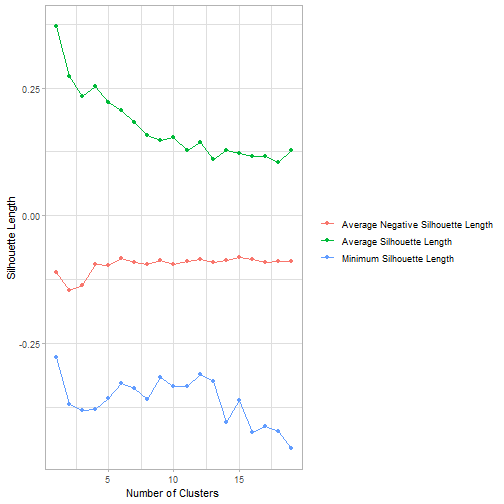 0.25
0.00
-0.25
Silhouette Length
5
10
15
Number of Clusters
Average Negative Silhouette Length
Average Silhouette Length
Minimum Silhouette Length